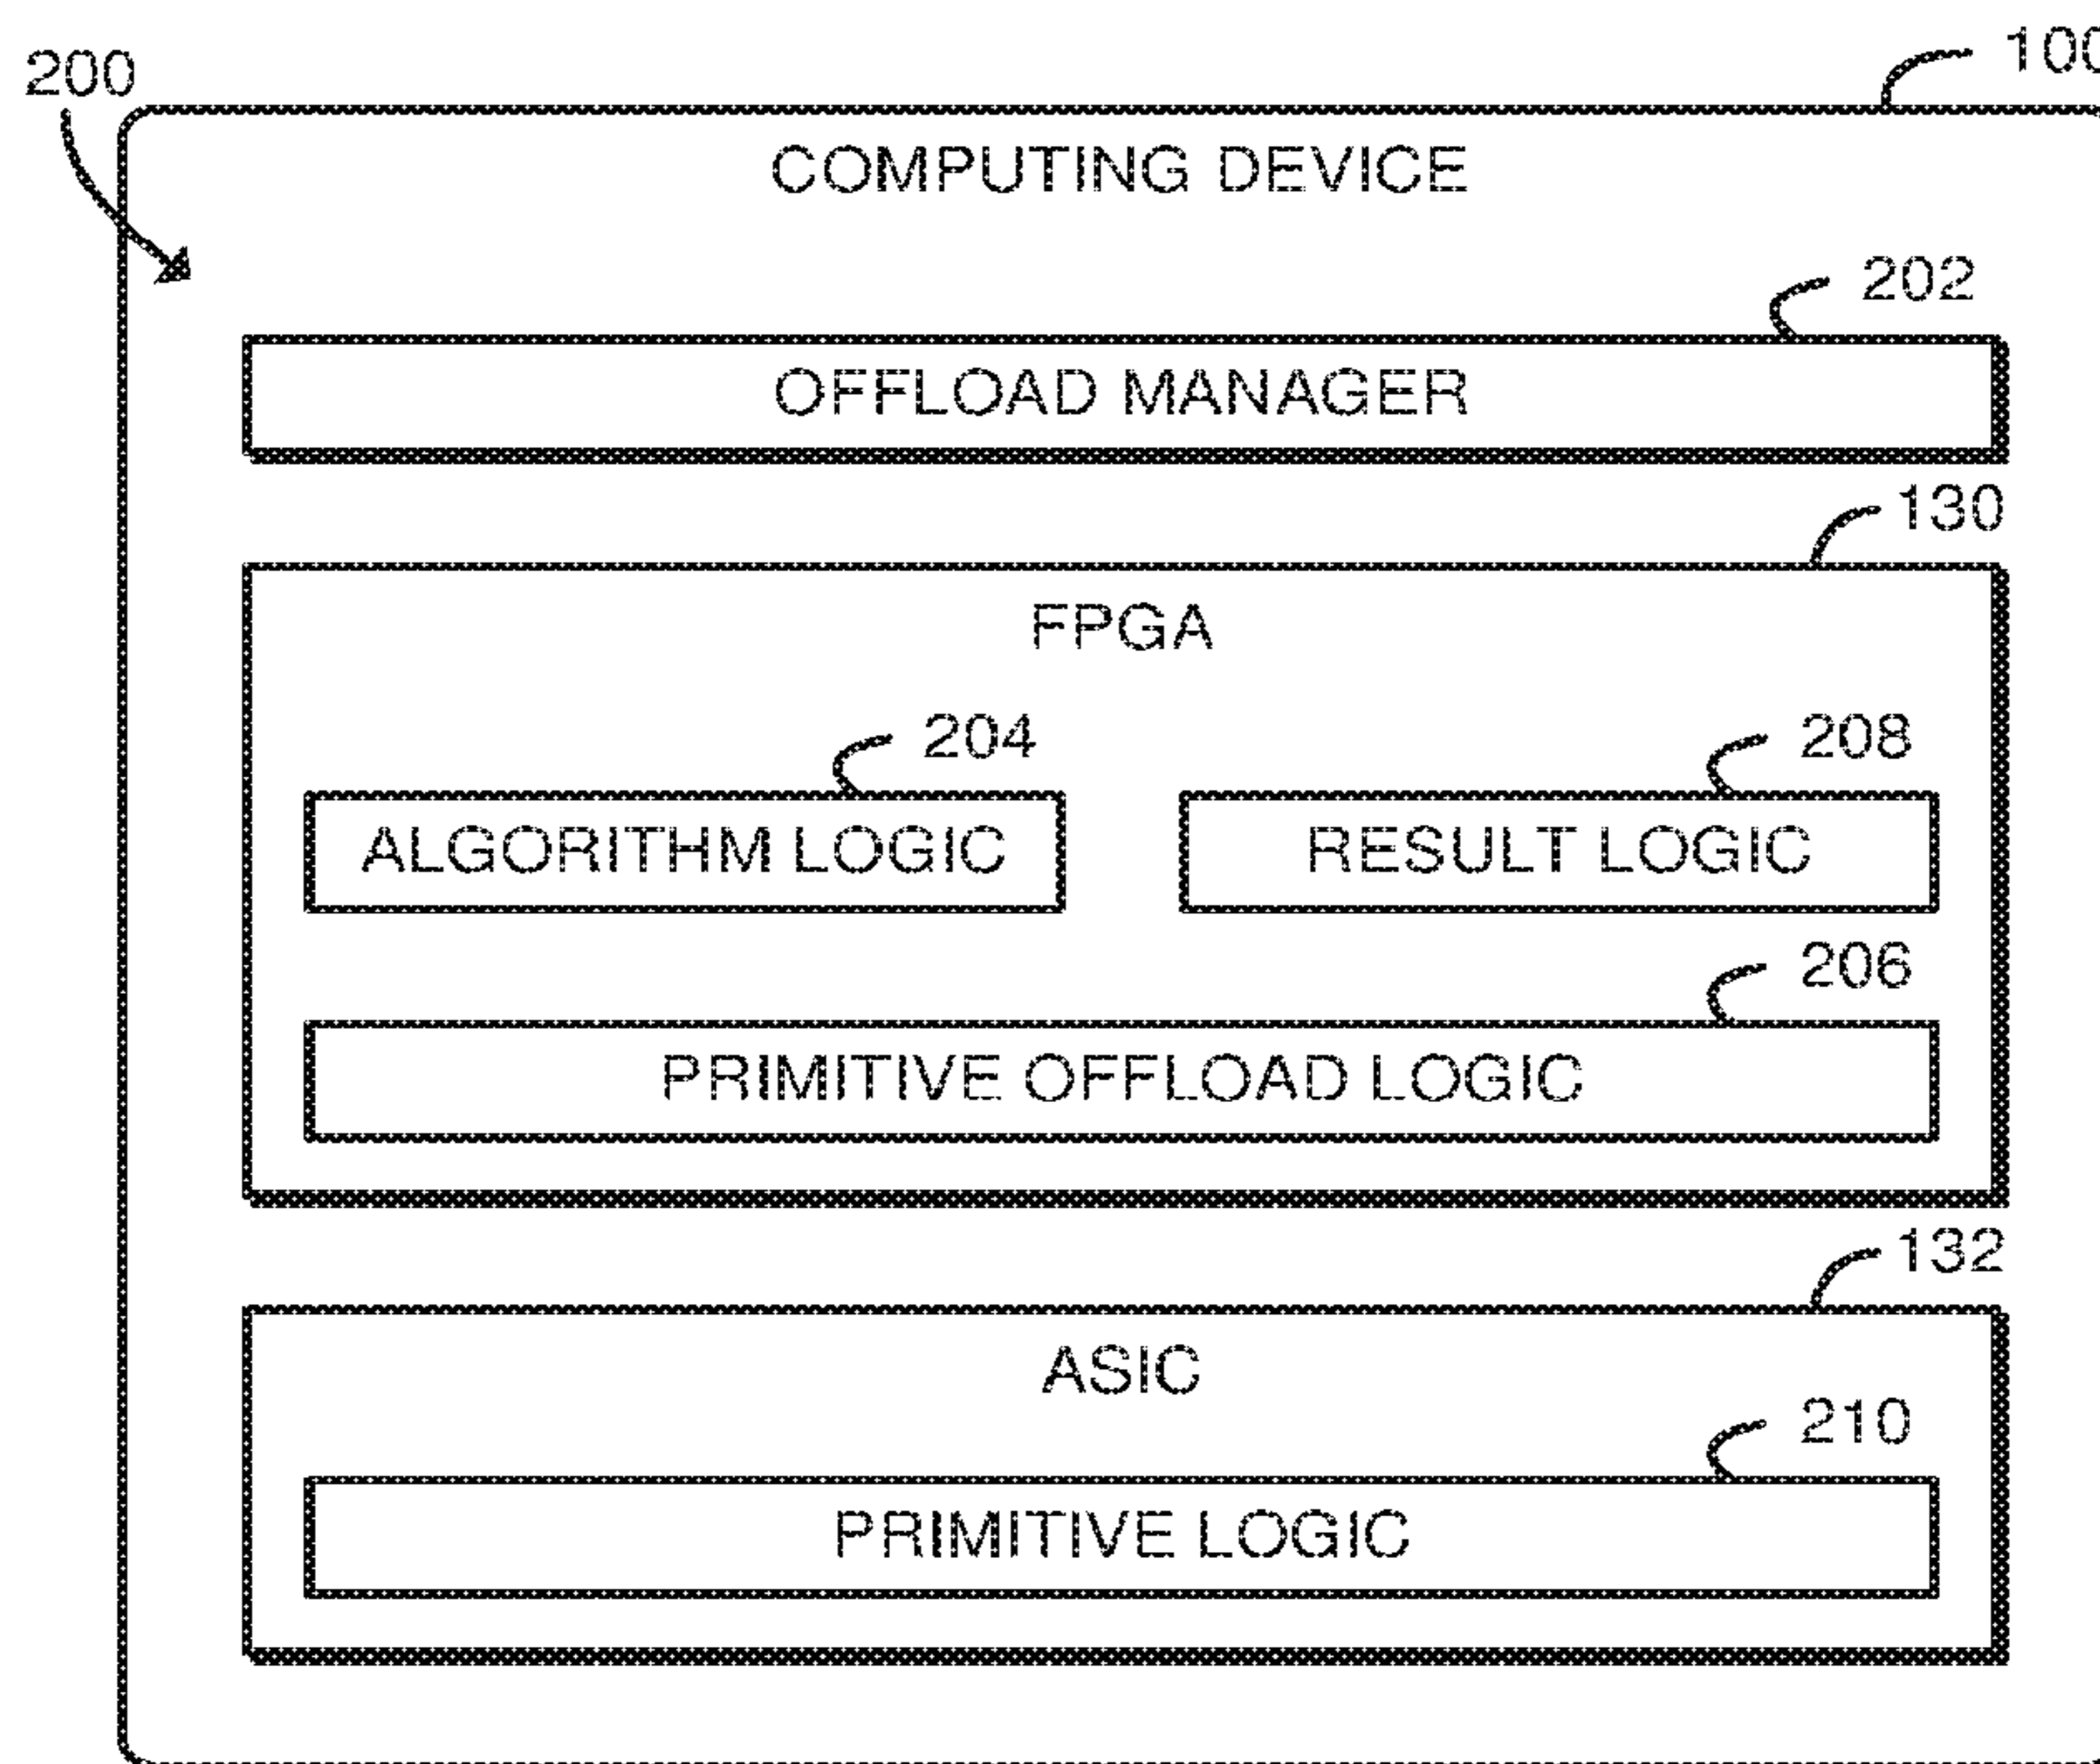 200
100
COMPUTING DEVICE
202
OFFLOAD MANAGER
130
FPGA
204
208
ALGORITHM LOGIC
RESULT LOGIC
206
PRIMITIVE OFFLOAD LOGIC
132
ASIC
210
PRIMITIVE LOGIC